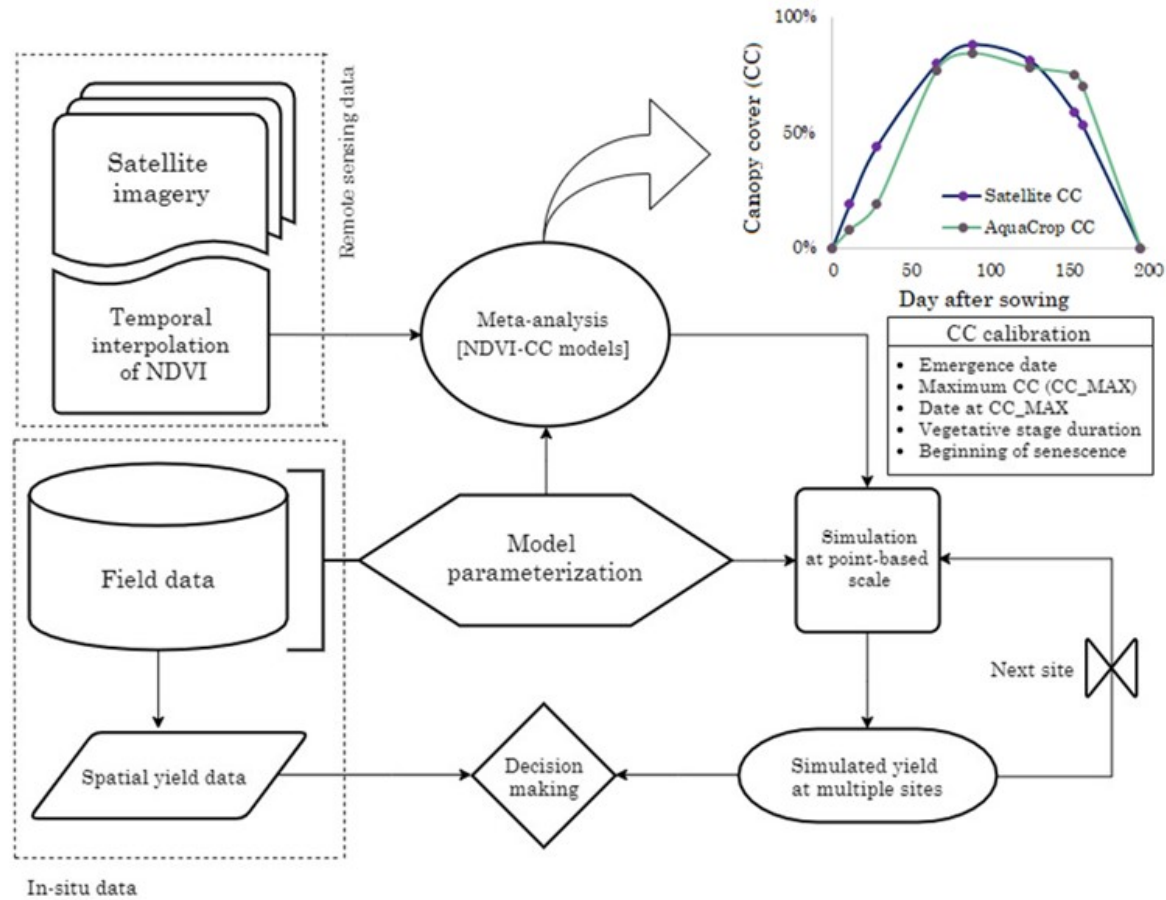 Satellite
imagery
Temporal
interpolation
of NDVI
Remote sensing data
Meta-analysis
[NDVI-CC models]
100%
50%
0%
Canopy cover (CC)
Satellite CC
AquaCrop CC
0 50 100 150 200
Day after sowing
CC calibration
• Emergence date
• Maximum CC (CC_MAX)
• Date at CC_MAX
• Vegetative stage duration
• Beginning of senescence
Field data
Model
parameterization
Simulation
at point-based
scale
Next site
Spatial yield data
Decision
making
Simulated yield
at multiple sites
In-situ data